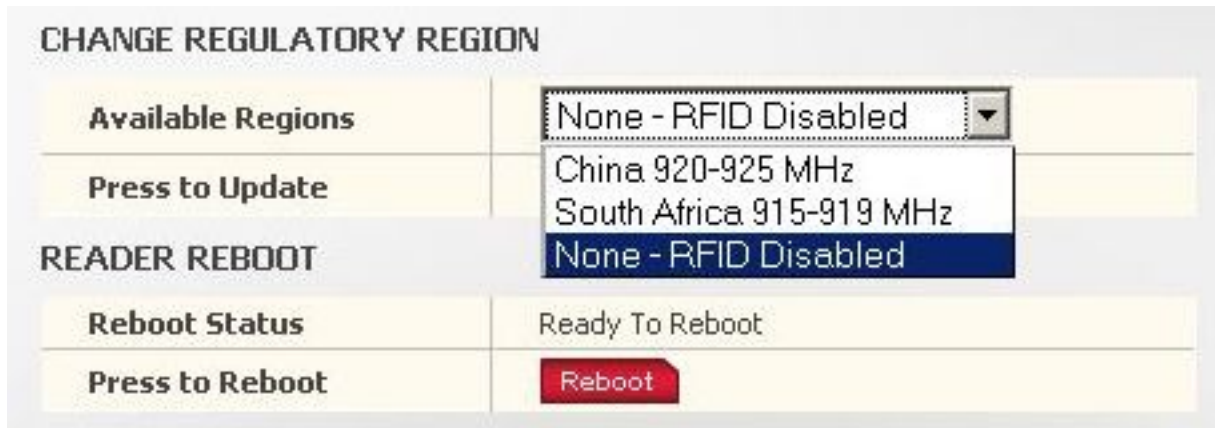 CHANGE REGULATORY REGION
Available Regions
None - RFID Disabled
China 920-925 MHz
South Africa 915-919 MHz
None - RFID Disabled
Press to Update
READER REBOOT
Reboot Status
Ready To Reboot
Press to Reboot
Reboot